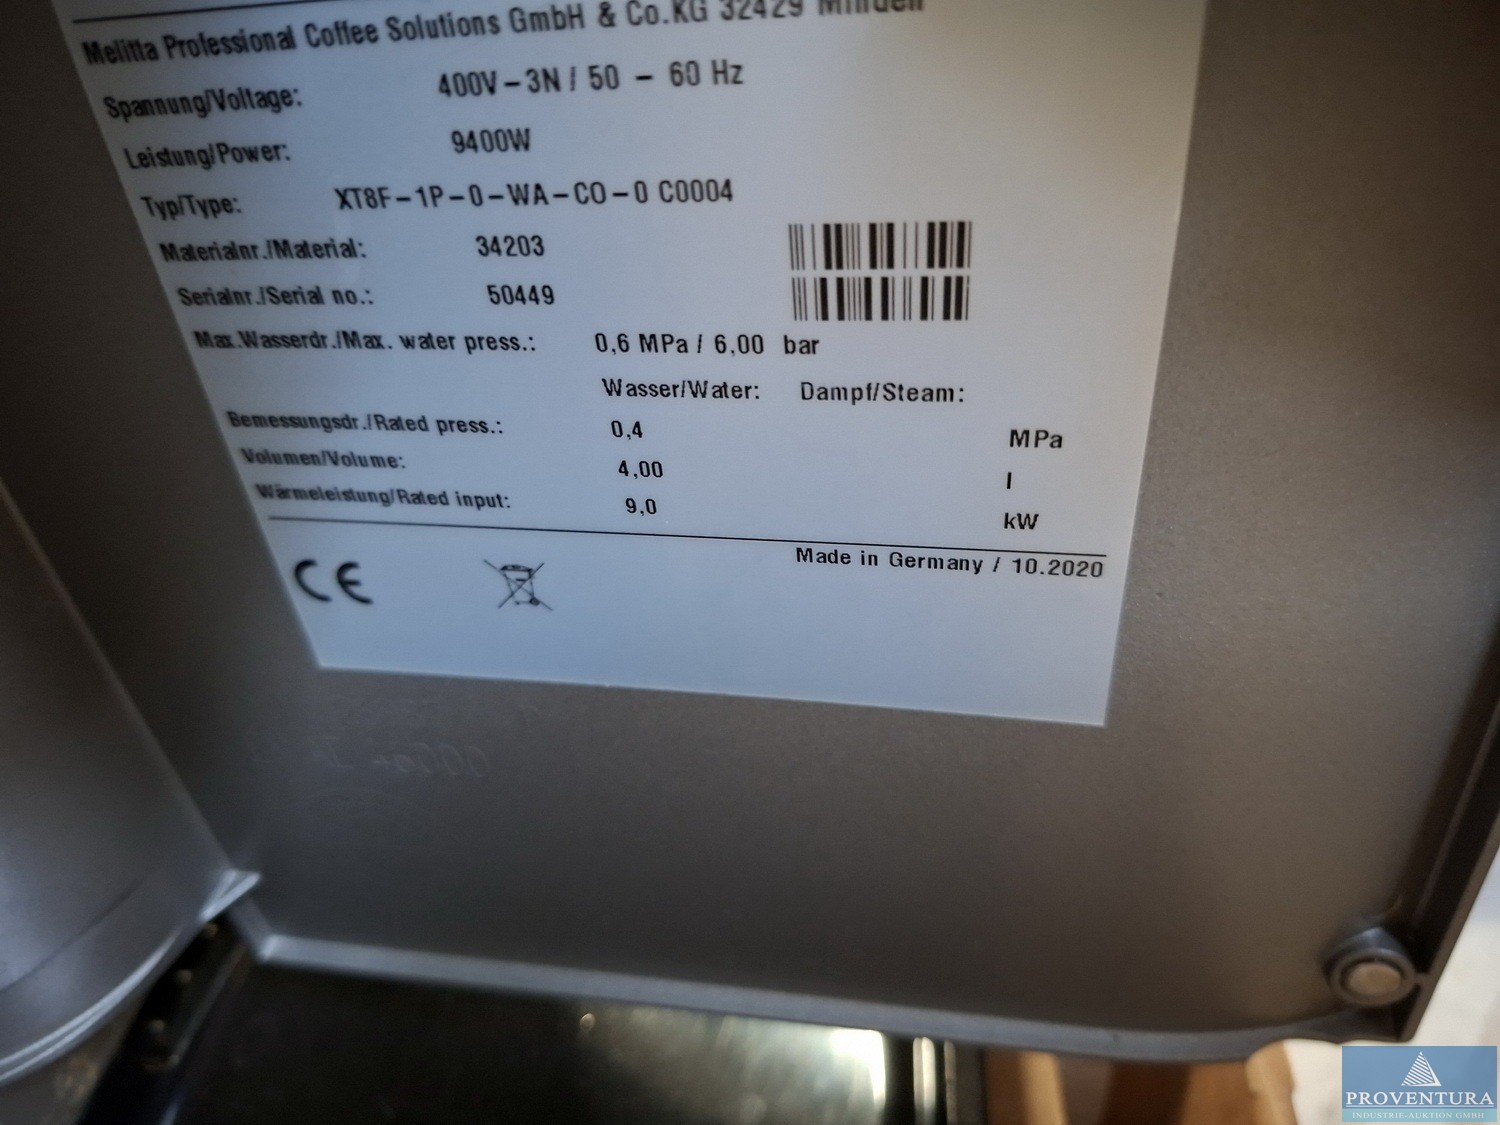 Melitta Professional Coffee Solutions GmbH & Co.KG 32429 Minden
Spannung/Voltage: 400V-3N / 50 - 60 Hz
Leistung/Power: 9400W
Typ/Type: XT8F-1P-0-WA-CO-0 C0004
Materialnr./Material: 34203
Serialnr./Serial no.: 50449
Max.Wasserdr./Max. water press.: 0,6 MPa / 6,00 bar
Wasser/Water: Dampf/Steam:
Bemessungsdr./Rated press.: 0,4 MPa
Volumen/Volume: 4,00 l
Wärmeleistung/Rated input: 9,0 kW
Made in Germany / 10.2020
CE
PROVENTURA
INDUSTRIE-AUKTION GMBH